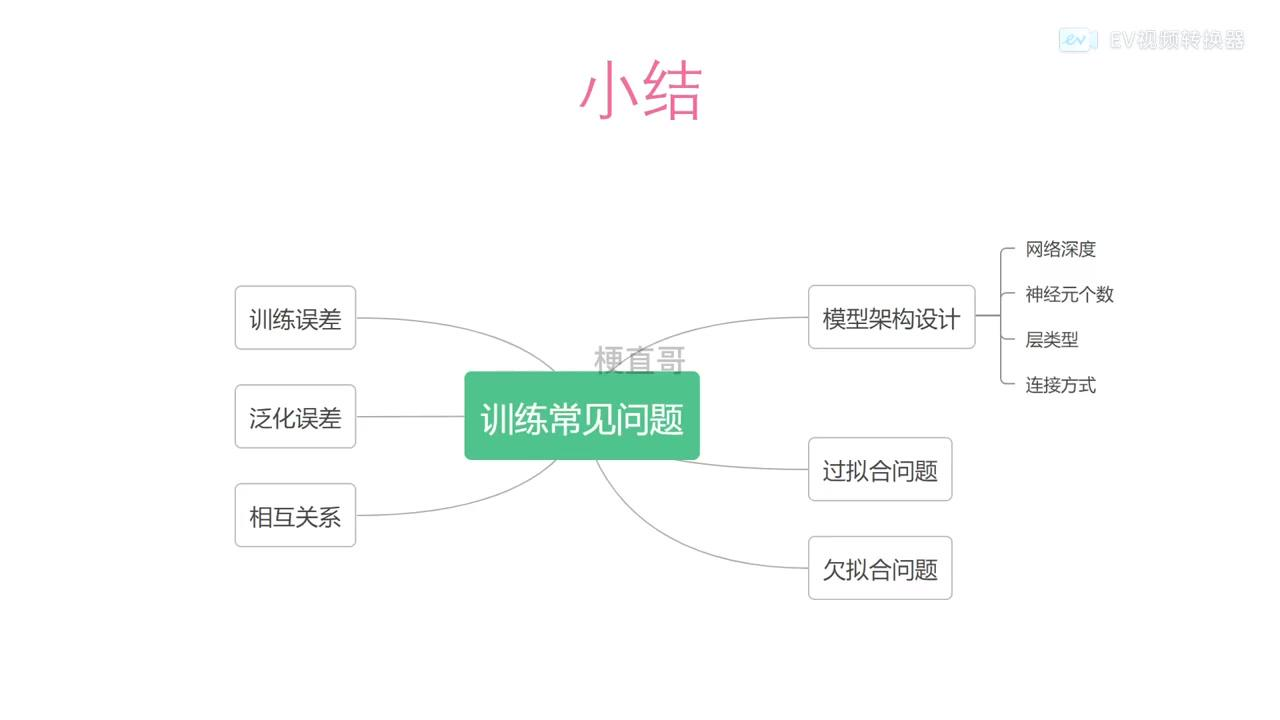 EV视频转换器
小结
训练误差
泛化误差
相互关系
梗直哥
训练常见问题
模型架构设计
网络深度
神经元个数
层类型
连接方式
过拟合问题
欠拟合问题